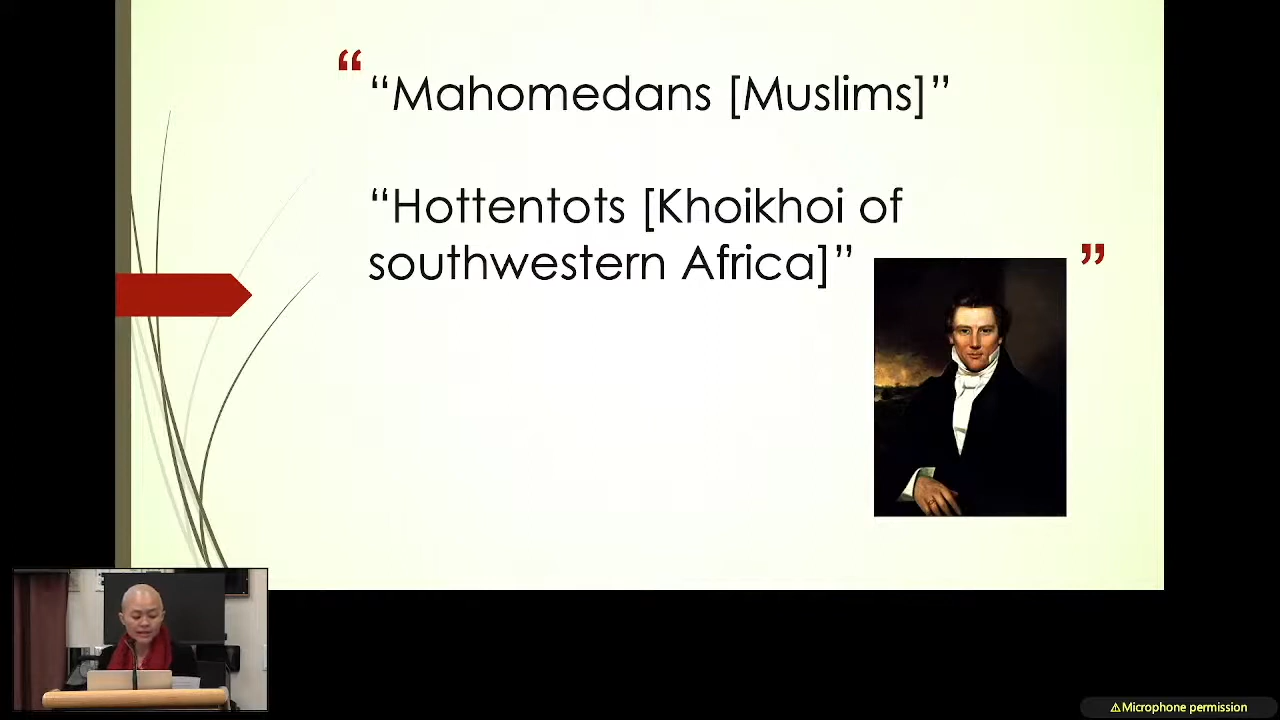 “
“Mahomedans [Muslims]”
“Hottentots [Khoikhoi of
southwestern Africa]”
”
⚠Microphone permission